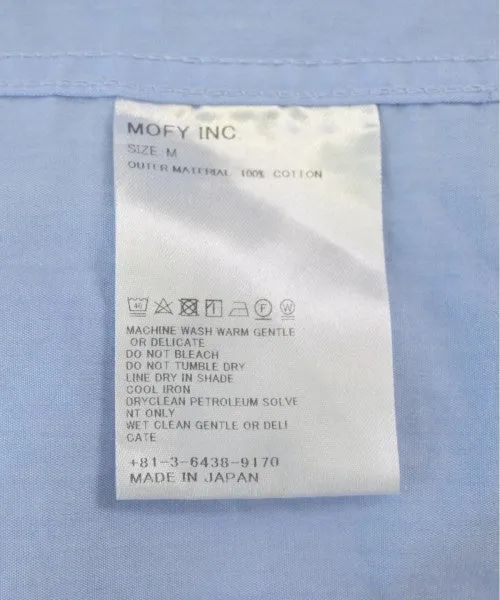 MOFY INC.
SIZE: M
OUTER MATERIAL 100% COTTON
40 F W
MACHINE WASH WARM GENTLE
OR DELICATE
DO NOT BLEACH
DO NOT TUMBLE DRY
LINE DRY IN SHADE
COOL IRON
DRYCLEAN PETROLEUM SOLVE
NT ONLY
WET CLEAN GENTLE OR DELI
CATE
+81-3-6438-9170
MADE IN JAPAN